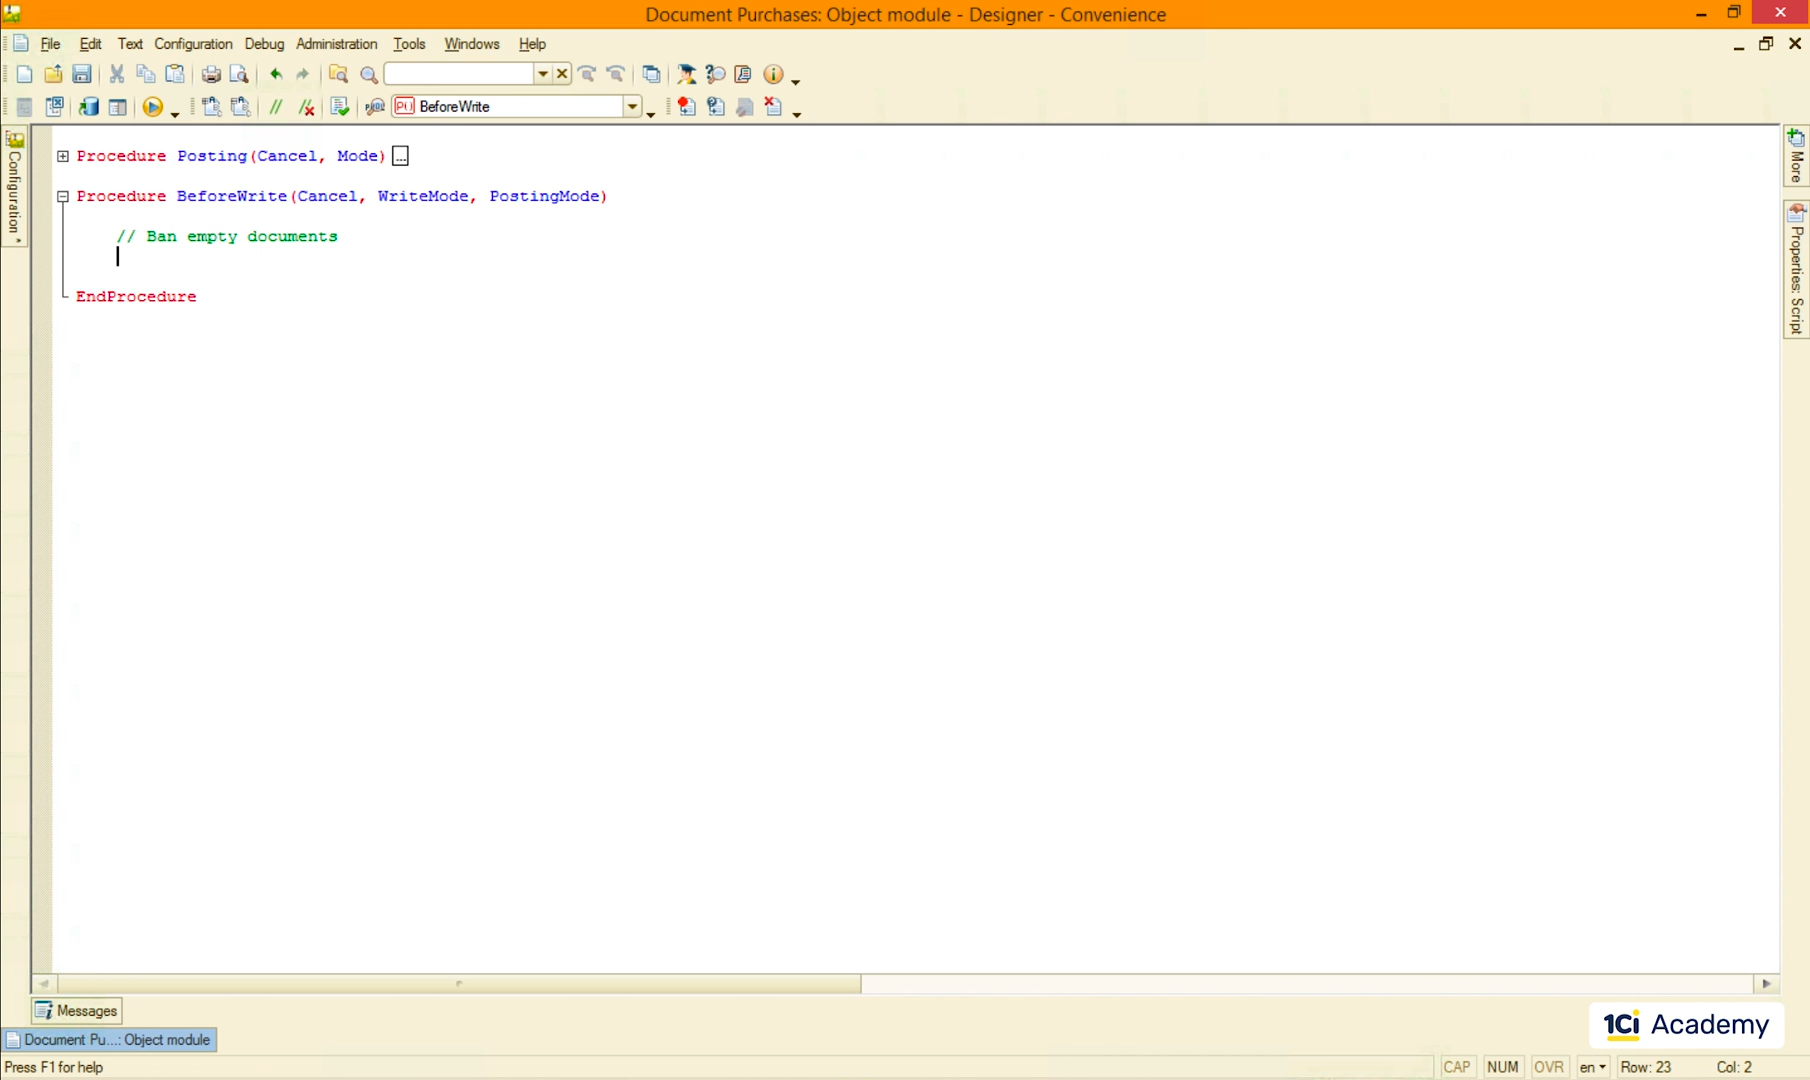 Document Purchases: Object module - Designer - Convenience
File Edit Text Configuration Debug Administration Tools Windows Help
BeforeWrite
Configuration
More
Properties: Script
Procedure Posting(Cancel, Mode) ...
Procedure BeforeWrite(Cancel, WriteMode, PostingMode)
// Ban empty documents
EndProcedure
Messages
1Ci Academy
Document Pu...: Object module
Press F1 for help
CAP NUM OVR en Row: 23 Col: 2